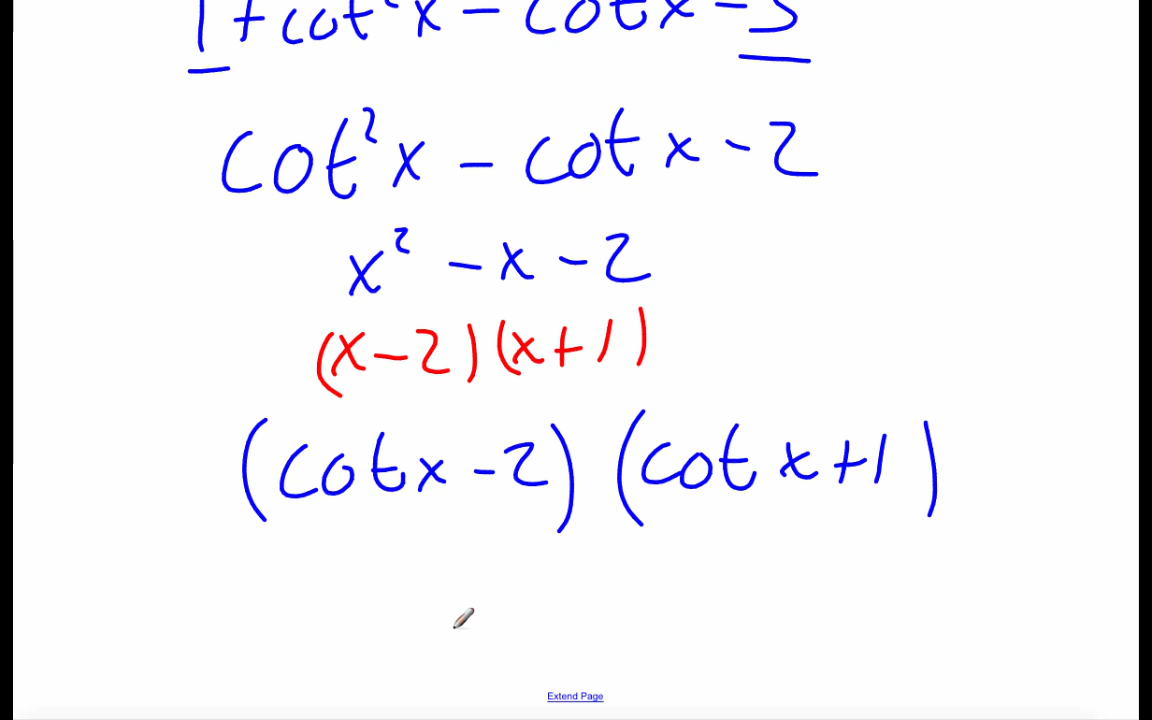 1 + cot²x - cot x - 3
cot²x - cot x - 2
x² - x - 2
(x-2)(x+1)
(cot x - 2)(cot x + 1)
Extend Page